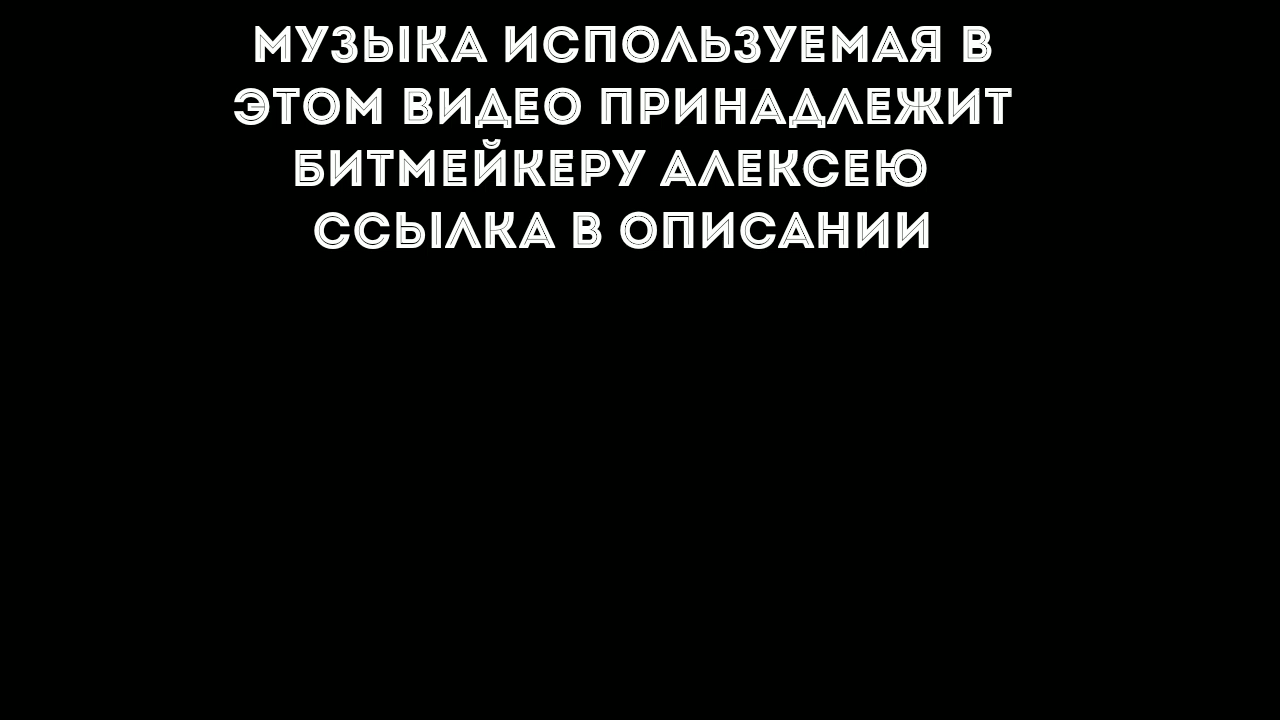 МУЗЫКА ИСПОЛЬЗУЕМАЯ В
ЭТОМ ВИДЕО ПРИНАДЛЕЖИТ
БИТМЕЙКЕРУ АЛЕКСЕЮ
ССЫЛКА В ОПИСАНИИ